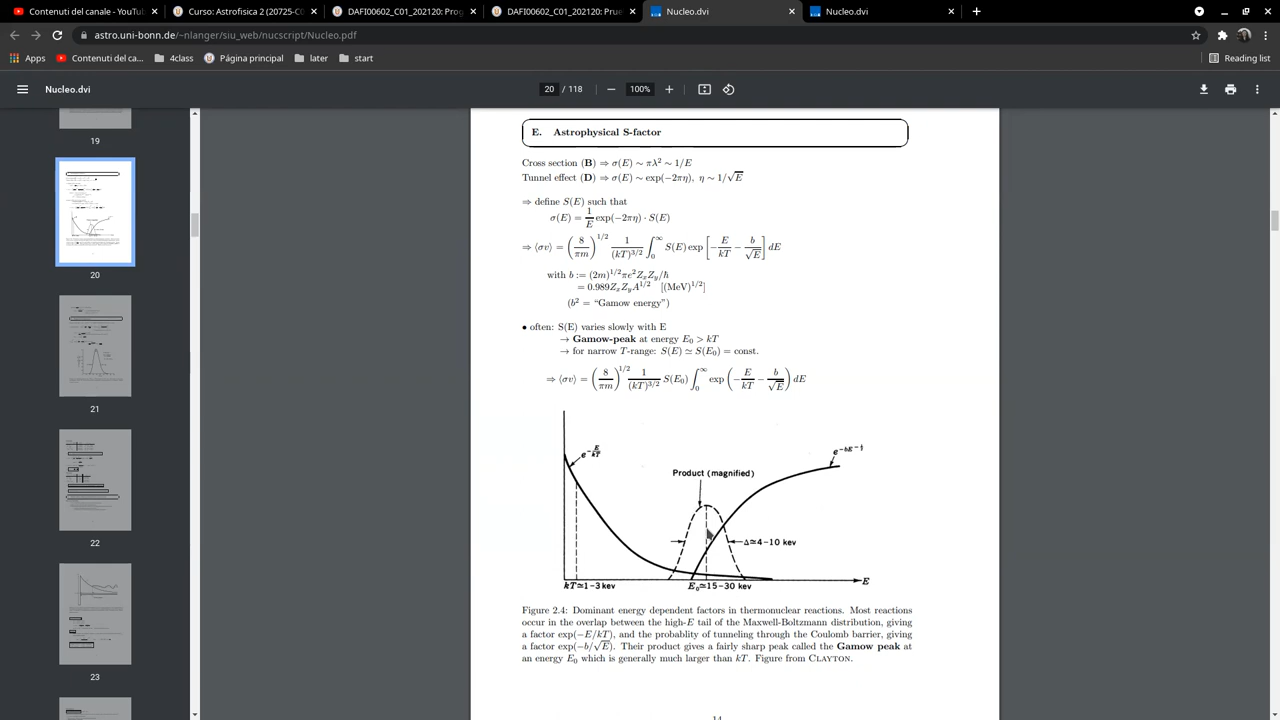 Contenuti del canale - YouTub
Curso: Astrofisica 2 (20725-C0
DAFI00602_C01_202120: Prog
DAFI00602_C01_202120: Prue
Nucleo.dvi
Nucleo.dvi
astro.uni-bonn.de/~nlanger/siu_web/nucscript/Nucleo.pdf
Apps
Contenuti del ca...
4class
Página principal
later
start
Reading list
Nucleo.dvi
20 / 118
100%
19
20
21
22
23
E. Astrophysical S-factor
Cross section (B) ⇒ σ(E) ∼ πλ² ∼ 1/E
Tunnel effect (D) ⇒ σ(E) ∼ exp(−2πη), η ∼ 1/√E
⇒ define S(E) such that
σ(E) = 1/E exp(−2πη) · S(E)
⇒ ⟨σv⟩ = (8/πm)^1/2 1/(kT)^3/2 ∫₀^∞ S(E) exp [−E/kT − b/√E] dE
with b := (2m)^1/2 πe²ZxZy/ħ
= 0.989ZxZyA^1/2 [(MeV)^1/2]
(b² = “Gamow energy”)
• often: S(E) varies slowly with E
→ Gamow-peak at energy E₀ > kT
→ for narrow T-range: S(E) ≃ S(E₀) = const.
⇒ ⟨σv⟩ = (8/πm)^1/2 1/(kT)^3/2 S(E₀) ∫₀^∞ exp (−E/kT − b/√E) dE
e^−E/kT
e^−bE^−½
Product (magnified)
Δ≃4−10 kev
E
kT≃1−3 kev
E₀≃15−30 kev
Figure 2.4: Dominant energy dependent factors in thermonuclear reactions. Most reactions
occur in the overlap between the high-E tail of the Maxwell-Boltzmann distribution, giving
a factor exp(−E/kT), and the probablity of tunneling through the Coulomb barrier, giving
a factor exp(−b/√E). Their product gives a fairly sharp peak called the Gamow peak at
an energy E₀ which is generally much larger than kT. Figure from CLAYTON.
14